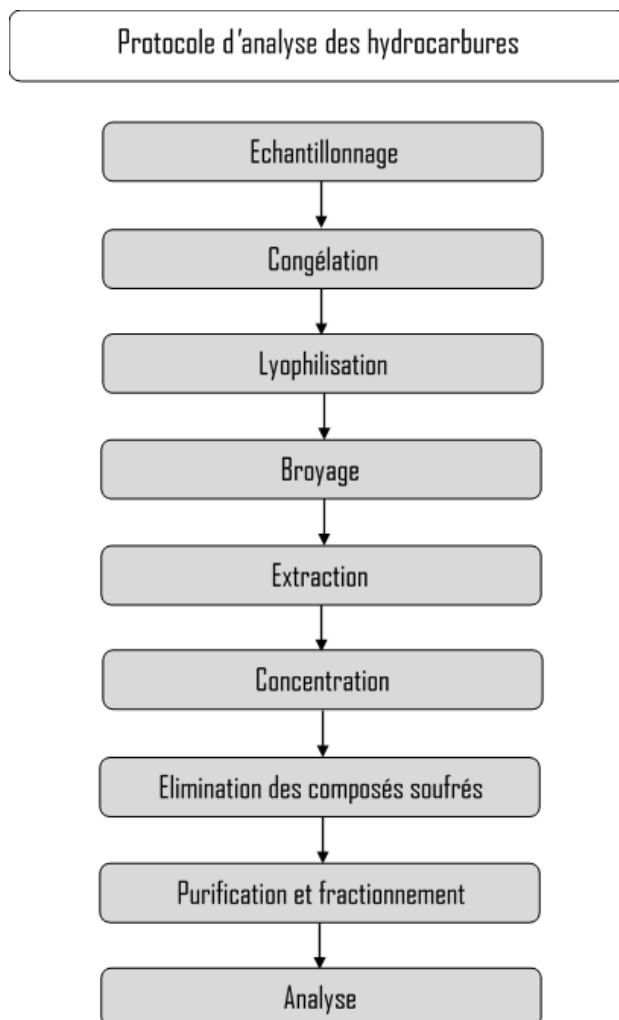 Protocole d'analyse des hydrocarbures
Echantillonnage
Congélation
Lyophilisation
Broyage
Extraction
Concentration
Elimination des composés soufrés
Purification et fractionnement
Analyse